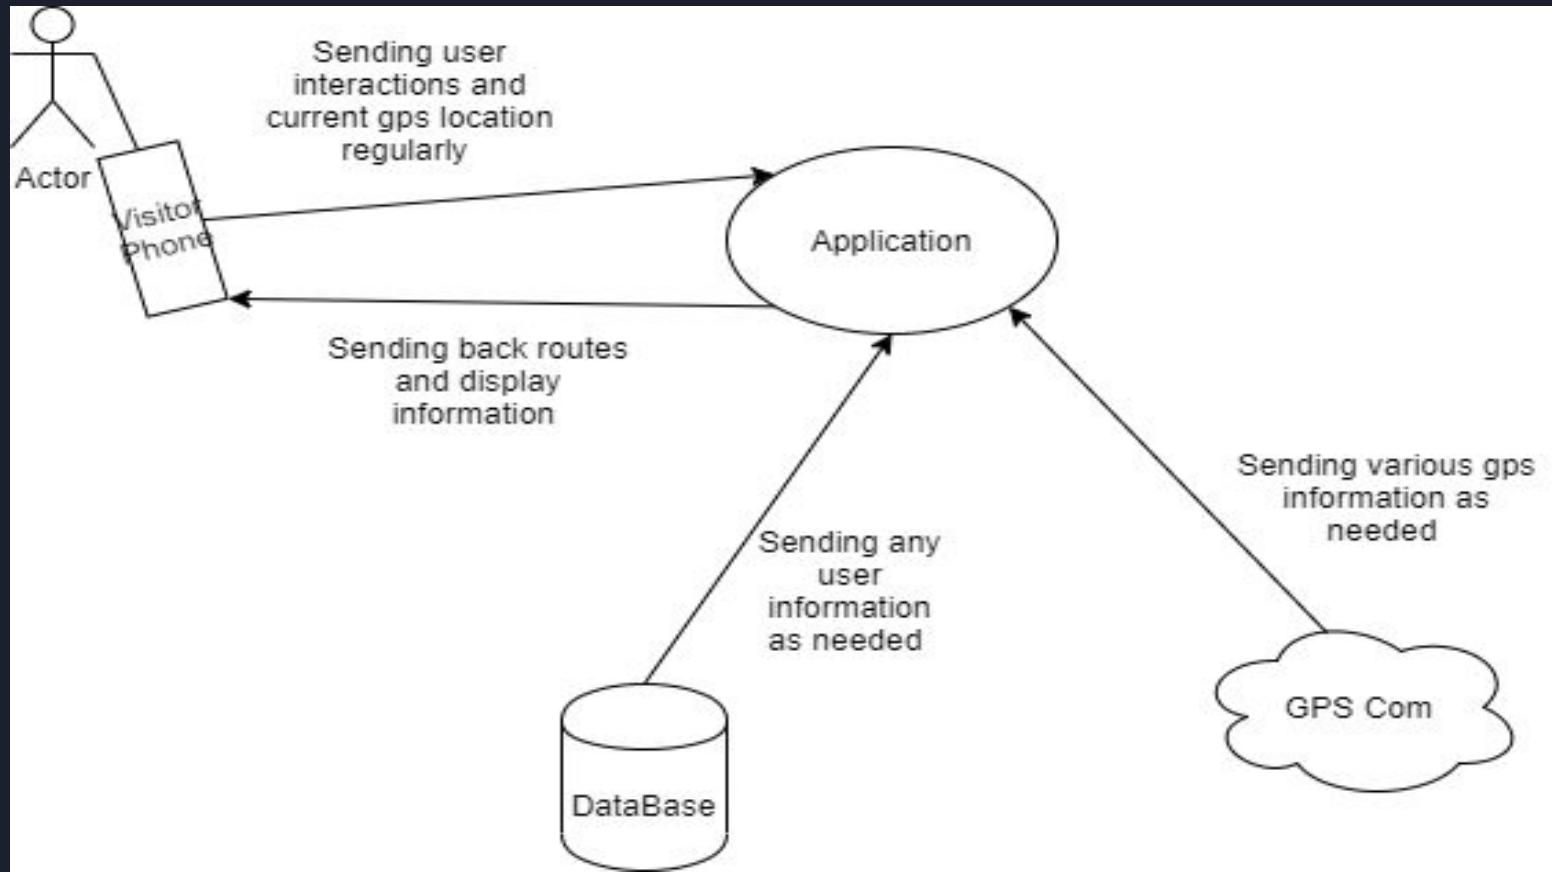 Sending user
interactions and
current gps location
regularly
Actor
Visitor
Phone
Application
Sending back routes
and display
information
Sending various gps
information as
needed
Sending any
user
information
as needed
GPS Com
DataBase